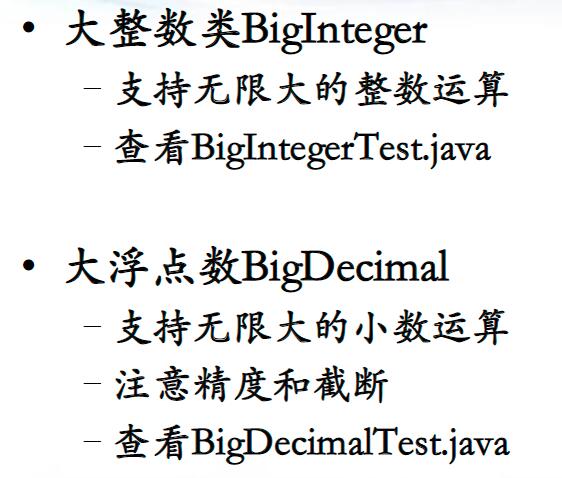 • 大整数类BigInteger
– 支持无限大的整数运算
– 查看BigIntegerTest.java
• 大浮点数BigDecimal
– 支持无限大的小数运算
– 注意精度和截断
– 查看BigDecimalTest.java